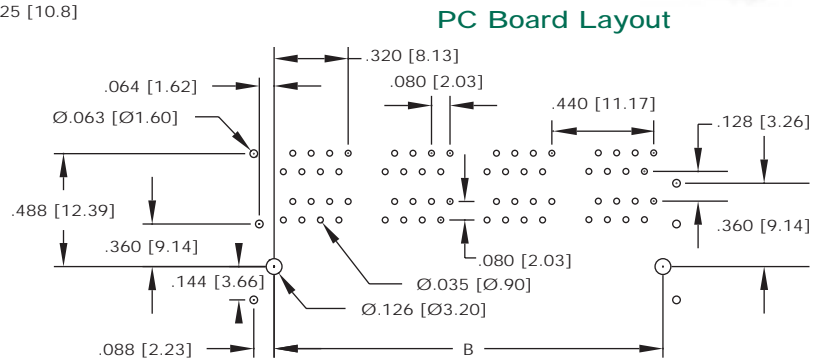 25 [10.8]
PC Board Layout
.320 [8.13]
.064 [1.62]
.080 [2.03]
.440 [11.17]
Ø.063 [Ø1.60]
.128 [3.26]
.488 [12.39]
.360 [9.14]
.360 [9.14]
.080 [2.03]
.144 [3.66]
Ø.035 [Ø.90]
Ø.126 [Ø3.20]
.088 [2.23]
B